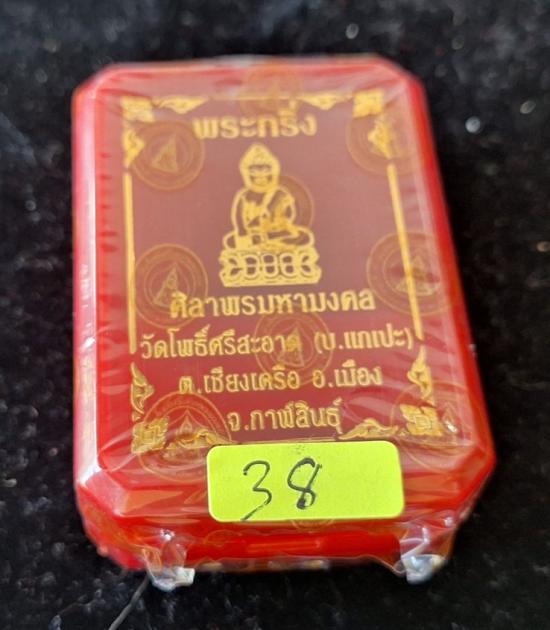 พระกริ่ง
ศิลาพรมหามงคล
วัดโพธิ์ศรีสะอาด (บ.แกเปะ)
ต.เชียงเครือ อ.เมือง
จ.กาฬสินธุ์
38